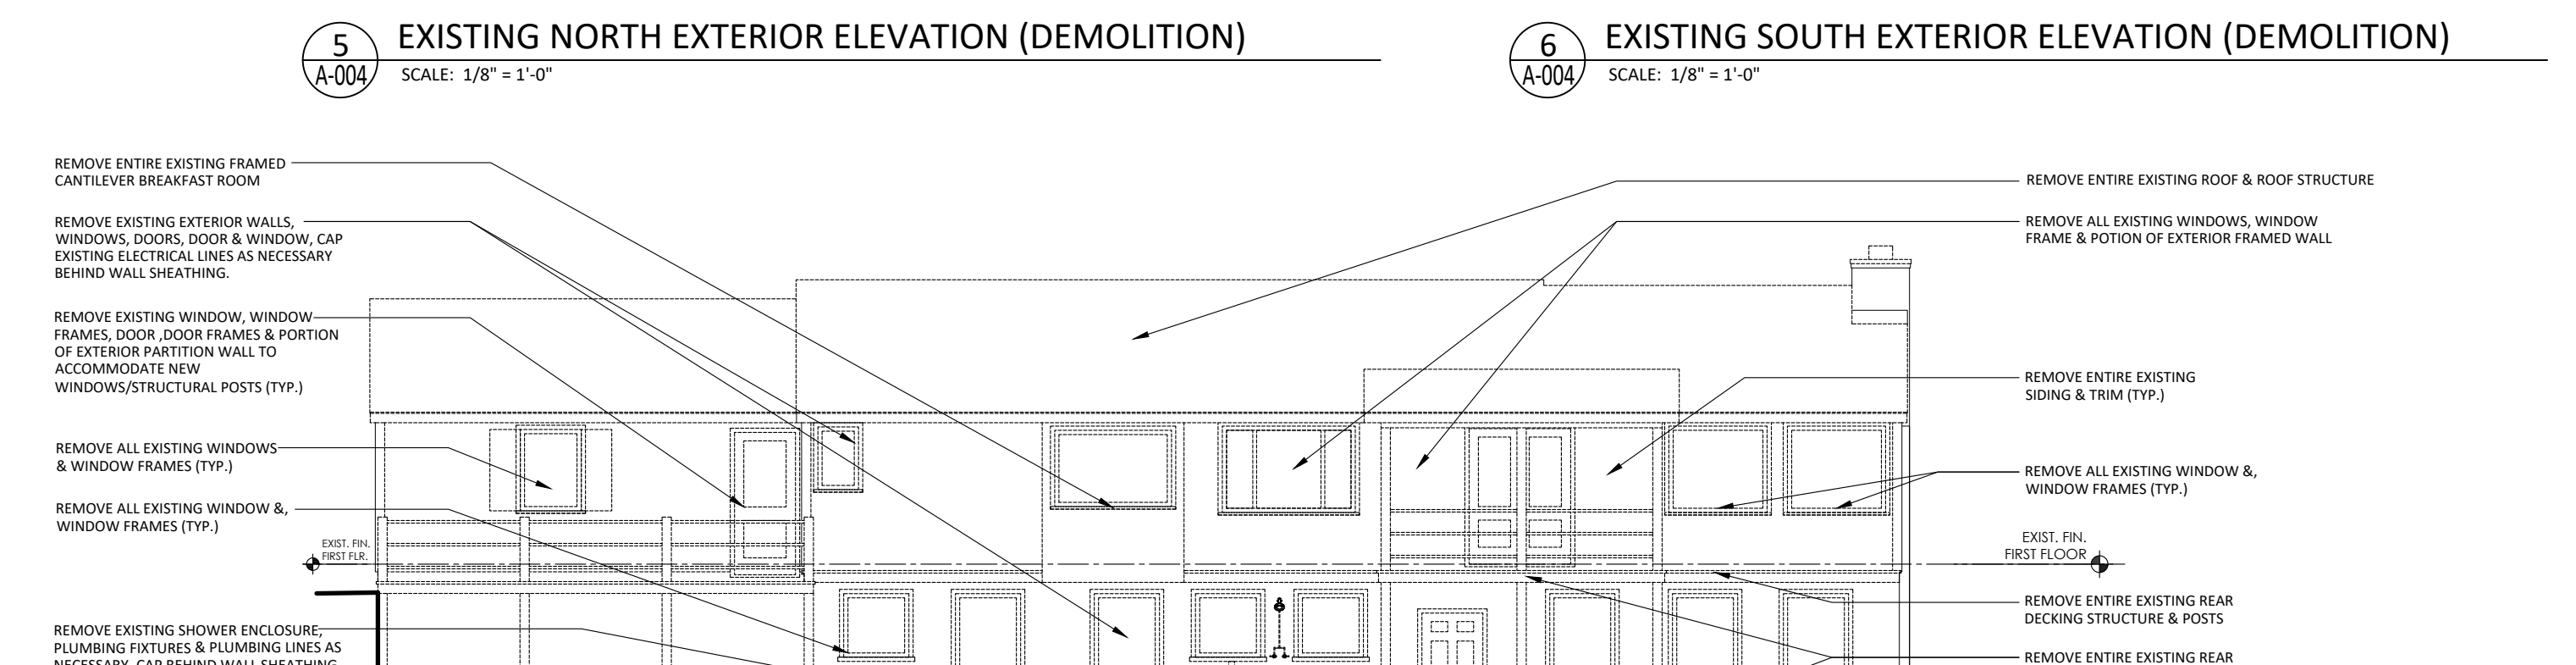 5
A-004
EXISTING NORTH EXTERIOR ELEVATION (DEMOLITION)
SCALE: 1/8" = 1'-0"
6
A-004
EXISTING SOUTH EXTERIOR ELEVATION (DEMOLITION)
SCALE: 1/8" = 1'-0"
REMOVE ENTIRE EXISTING FRAMED
CANTILEVER BREAKFAST ROOM
REMOVE EXISTING EXTERIOR WALLS,
WINDOWS, DOORS, DOOR & WINDOW, CAP
EXISTING ELECTRICAL LINES AS NECESSARY
BEHIND WALL SHEATHING.
REMOVE EXISTING WINDOW, WINDOW
FRAMES, DOOR ,DOOR FRAMES & PORTION
OF EXTERIOR PARTITION WALL TO
ACCOMMODATE NEW
WINDOWS/STRUCTURAL POSTS (TYP.)
REMOVE ALL EXISTING WINDOWS
& WINDOW FRAMES (TYP.)
REMOVE ALL EXISTING WINDOW &,
WINDOW FRAMES (TYP.)
EXIST. FIN.
FIRST FLR.
REMOVE EXISTING SHOWER ENCLOSURE,
PLUMBING FIXTURES & PLUMBING LINES AS
NECESSARY, CAP BEHIND WALL SHEATHING
REMOVE ENTIRE EXISTING ROOF & ROOF STRUCTURE
REMOVE ALL EXISTING WINDOWS, WINDOW
FRAME & POTION OF EXTERIOR FRAMED WALL
REMOVE ENTIRE EXISTING
SIDING & TRIM (TYP.)
REMOVE ALL EXISTING WINDOW &,
WINDOW FRAMES (TYP.)
EXIST. FIN.
FIRST FLOOR
REMOVE ENTIRE EXISTING REAR
DECKING STRUCTURE & POSTS
REMOVE ENTIRE EXISTING REAR